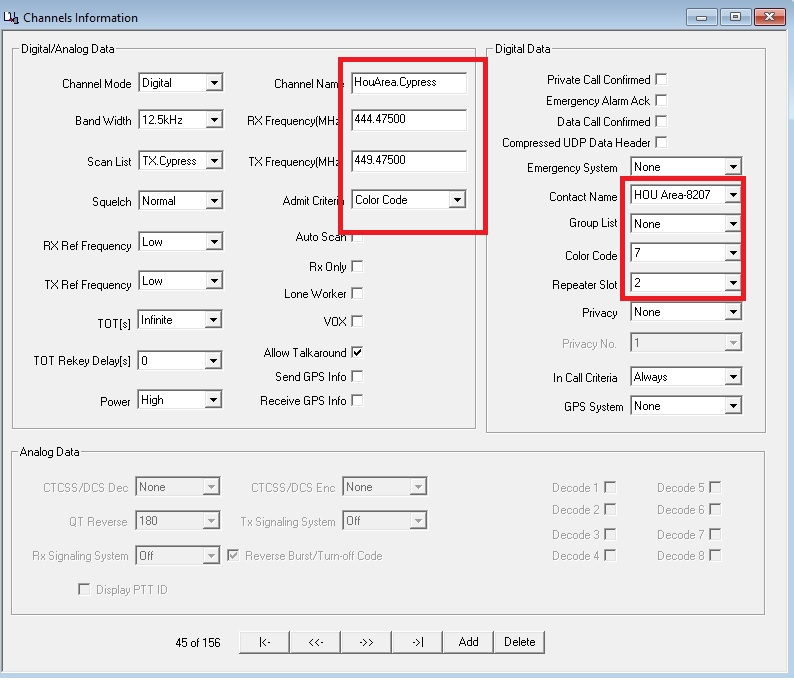 Channels Information
Digital/Analog Data
Channel Mode Digital
Channel Name HouArea.Cypress
Band Width 12.5kHz
RX Frequency(MHz 444.47500
Scan List TX.Cypress
TX Frequency(MHz 449.47500
Squelch Normal
Admit Criteria Color Code
RX Ref Frequency Low
Auto Scan
Rx Only
TX Ref Frequency Low
Lone Worker
TOT[s] Infinite
VOX
TOT Rekey Delay[s] 0
Allow Talkaround
Send GPS Info
Power High
Receive GPS Info
Digital Data
Private Call Confirmed
Emergency Alarm Ack
Data Call Confirmed
Compressed UDP Data Header
Emergency System None
Contact Name HOU Area-8207
Group List None
Color Code 7
Repeater Slot 2
Privacy None
Privacy No. 1
In Call Criteria Always
GPS System None
Analog Data
CTCSS/DCS Dec None
CTCSS/DCS Enc None
Decode 1
Decode 5
QT Reverse 180
Tx Signaling System Off
Decode 2
Decode 6
Decode 3
Decode 7
Rx Signaling System Off
Reverse Burst/Turn-off Code
Decode 4
Decode 8
Display PTT ID
45 of 156
|<- <<- ->> ->| Add Delete